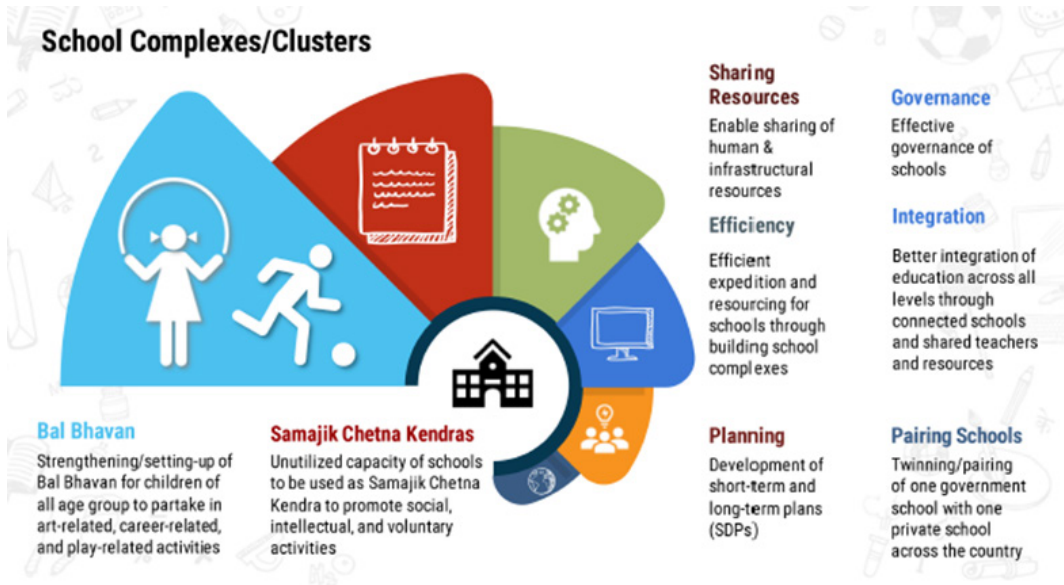 School Complexes/Clusters
Sharing
Resources
Enable sharing of
human &
infrastructural
resources
Governance
Effective
governance of
schools
Efficiency
Efficient
expedition and
resourcing for
schools through
building school
complexes
Integration
Better integration of
education across all
levels through
connected schools
and shared teachers
and resources
Bal Bhavan
Strengthening/setting-up of
Bal Bhavan for children of
all age group to partake in
art-related, career-related,
and play-related activities
Samajik Chetna Kendras
Unutilized capacity of schools
to be used as Samajik Chetna
Kendra to promote social,
intellectual, and voluntary
activities
Planning
Development of
short-term and
long-term plans
(SDPs)
Pairing Schools
Twinning/pairing
of one government
school with one
private school
across the country